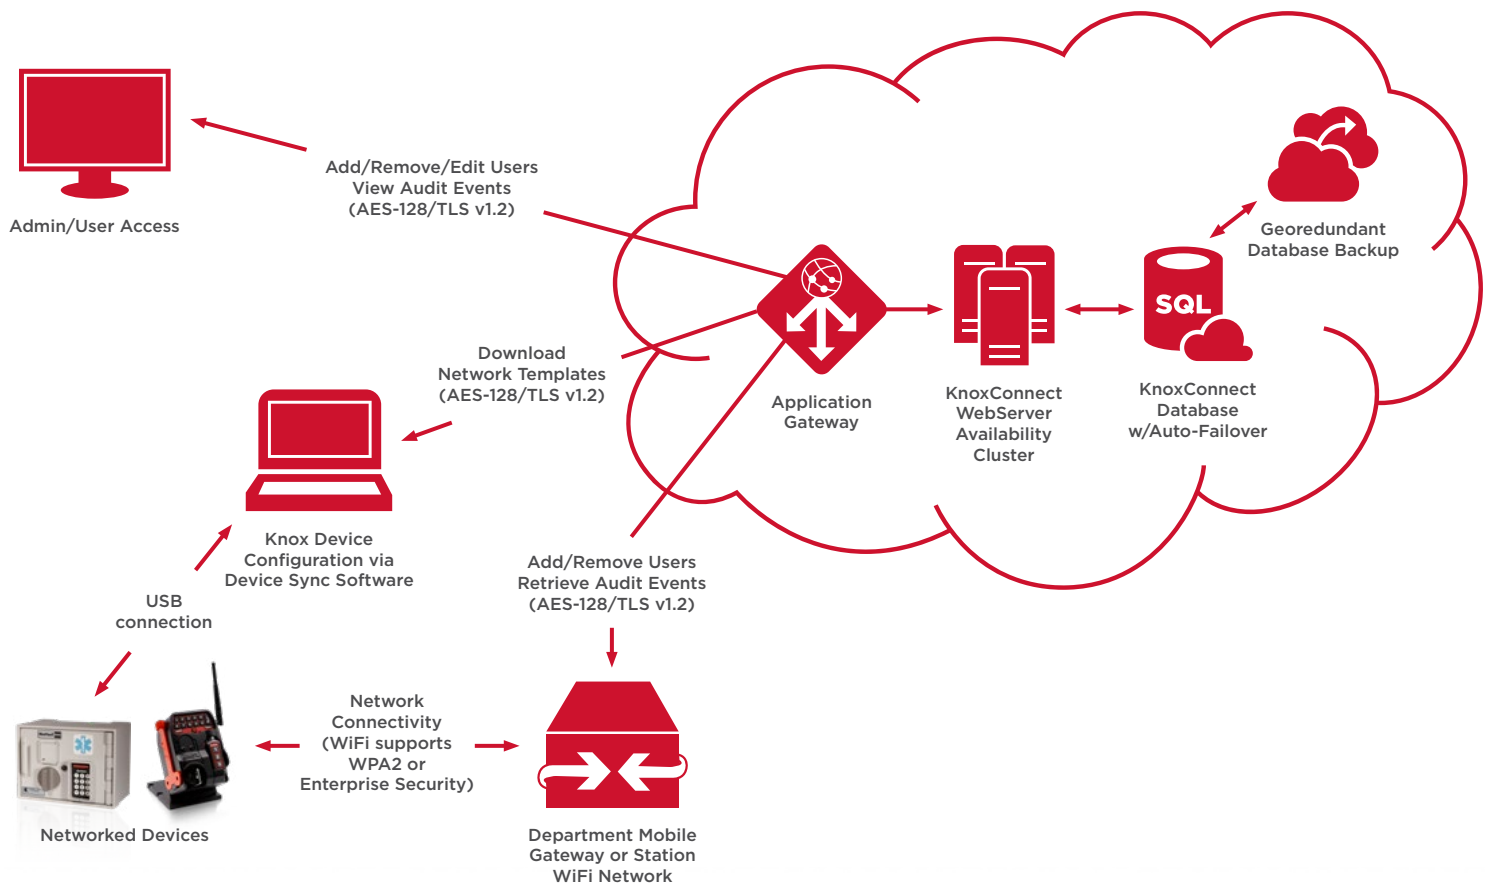 Admin/User Access
Add/Remove/Edit Users
View Audit Events
(AES-128/TLS v1.2)
Georedundant
Database Backup
SQL
Download
Network Templates
(AES-128/TLS v1.2)
Application
Gateway
KnoxConnect
WebServer
Availability
Cluster
KnoxConnect
Database
w/Auto-Failover
Knox Device
Configuration via
Device Sync Software
Add/Remove Users
Retrieve Audit Events
(AES-128/TLS v1.2)
USB
connection
Network
Connectivity
(WiFi supports
WPA2 or
Enterprise Security)
Networked Devices
Department Mobile
Gateway or Station
WiFi Network